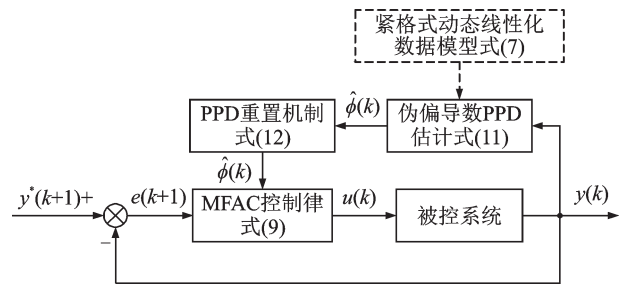 紧格式动态线性化
数据模型式(7)
PPD重置机制
式(12)
ϕ̂(k)
伪偏导数PPD
估计式(11)
ϕ̂(k)
y*(k+1)+
e(k+1)
MFAC控制律
式(9)
u(k)
被控系统
y(k)
−